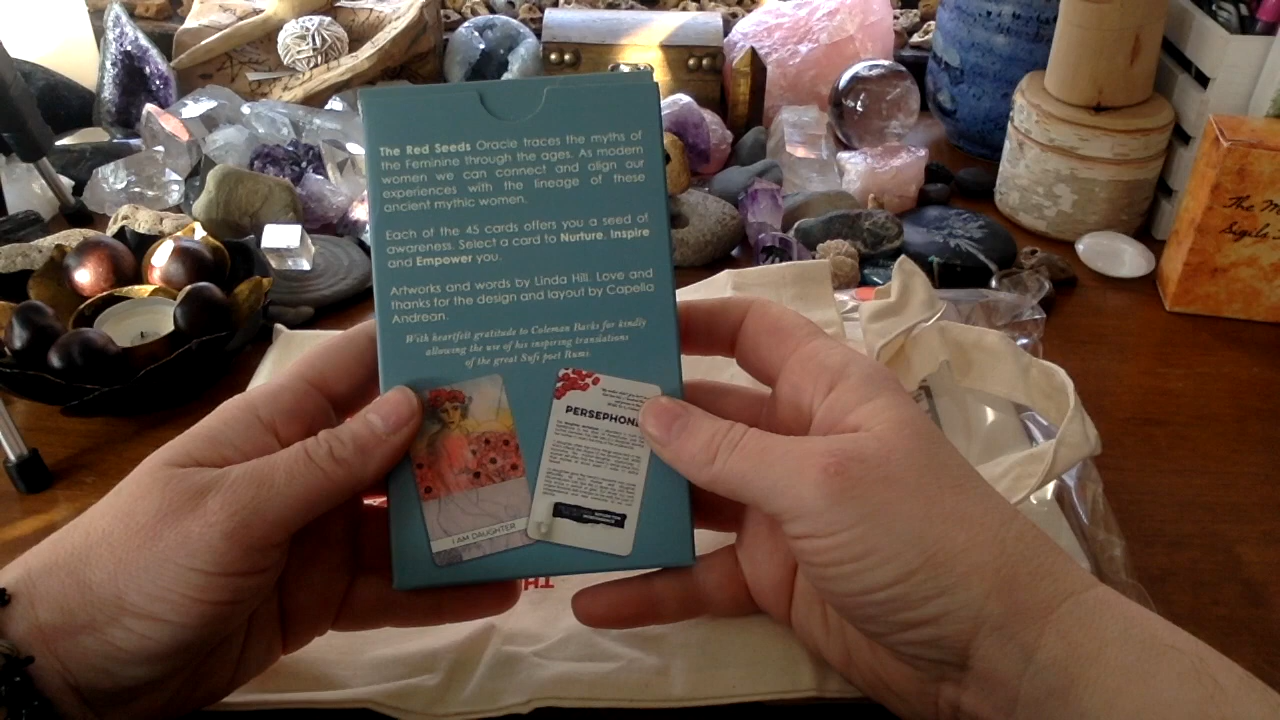 The Red Seeds Oracle traces the myths of
the Feminine through the ages. As modern
women we can connect and align our
experiences with the lineage of these
ancient mythic women.
Each of the 45 cards offers you a seed of
awareness. Select a card to Nurture, Inspire
and Empower you.
Artworks and words by Linda Hill. Love and
thanks for the design and layout by Capella
Andrean.
With heartfelt gratitude to Coleman Barks for kindly
allowing the use of his inspiring translations
of the great Sufi poet Rumi
I AM DAUGHTER
PERSEPHON
TH
The M
Sigils